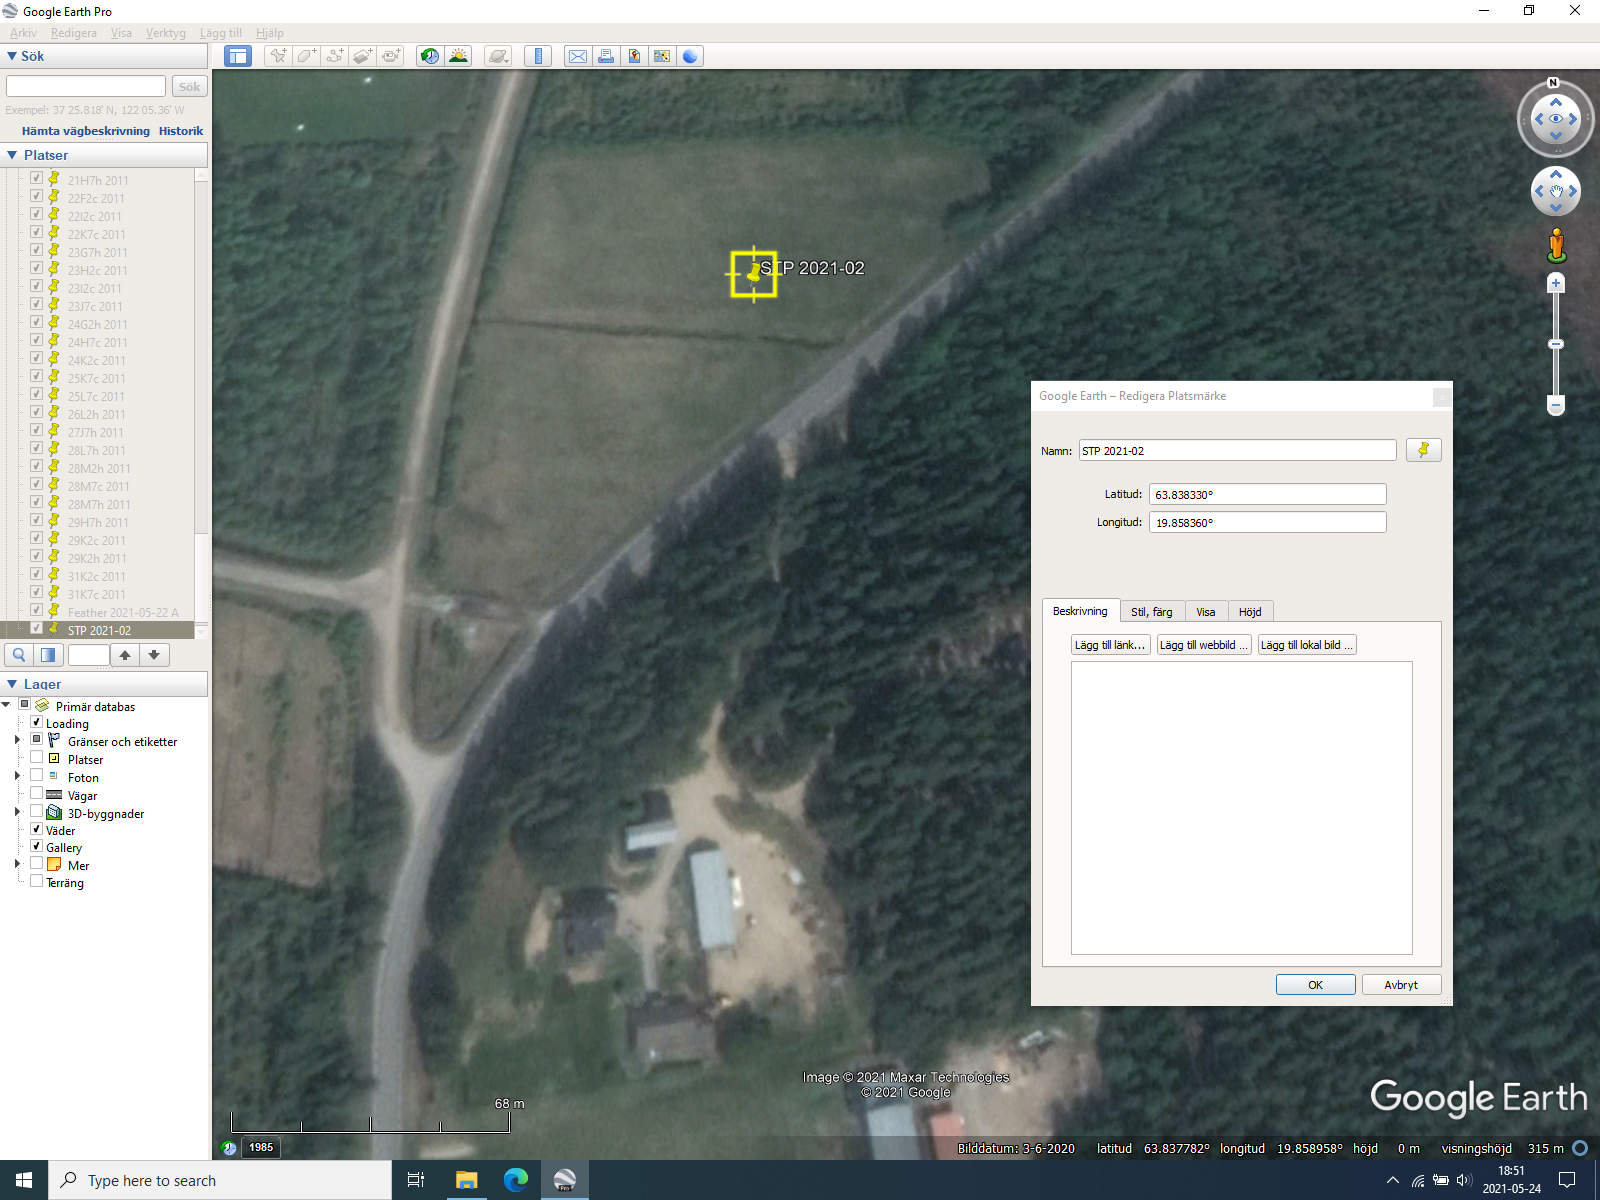 Google Earth Pro
Arkiv Redigera Visa Verktyg Lägg till Hjälp
Sök
Sök
Exempel: 37 25.818' N, 122 05.36' W
Hämta vägbeskrivning Historik
Platser
21H7h 2011
22F2c 2011
22I2c 2011
22K7c 2011
23G7h 2011
23H2c 2011
23I2c 2011
23J7c 2011
24G2h 2011
24H7c 2011
24K2c 2011
25K7c 2011
25L7c 2011
26L2h 2011
27J7h 2011
28L7h 2011
28M2h 2011
28M7c 2011
28M7h 2011
29H7h 2011
29K2c 2011
29K2h 2011
31K2c 2011
31K7c 2011
Feather 2021-05-22 A
STP 2021-02
Lager
Primär databas
Loading
Gränser och etiketter
Platser
Foton
Vägar
3D-byggnader
Väder
Gallery
Mer
Terräng
N
STP 2021-02
Google Earth – Redigera Platsmärke
Namn: STP 2021-02
Latitud: 63.838330°
Longitud: 19.858360°
Beskrivning Stil, färg Visa Höjd
Lägg till länk... Lägg till webbild ... Lägg till lokal bild ...
OK Avbryt
Image © 2021 Maxar Technologies
© 2021 Google
Google Earth
68 m
1985
Bilddatum: 3-6-2020 latitud 63.837782° longitud 19.858958° höjd 0 m visningshöjd 315 m
Type here to search
Pro
18:51
2021-05-24